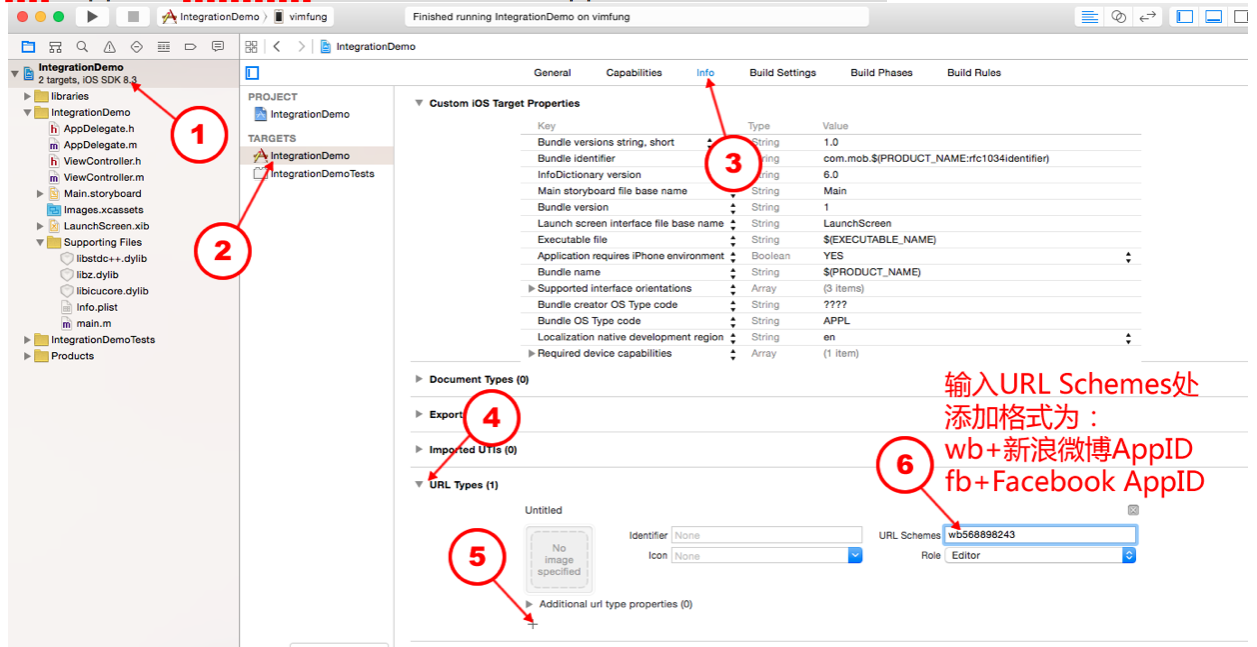 IntegrationDemo 〉 vimfung
Finished running IntegrationDemo on vimfung
IntegrationDemo
IntegrationDemo
2 targets, iOS SDK 8.3
libraries
IntegrationDemo
AppDelegate.h
AppDelegate.m
ViewController.h
ViewController.m
Main.storyboard
Images.xcassets
LaunchScreen.xib
Supporting Files
libstdc++.dylib
libz.dylib
libicucore.dylib
Info.plist
main.m
IntegrationDemoTests
Products
1
2
PROJECT
IntegrationDemo
TARGETS
IntegrationDemo
IntegrationDemoTests
General Capabilities Info Build Settings Build Phases Build Rules
3
Custom iOS Target Properties
Key Type Value
Bundle versions string, short String 1.0
Bundle identifier com.mob.$(PRODUCT_NAME:rfc1034identifier)
InfoDictionary version 6.0
Main storyboard file base name String Main
Bundle version String 1
Launch screen interface file base name String LaunchScreen
Executable file String $(EXECUTABLE_NAME)
Application requires iPhone environment Boolean YES
Bundle name String $(PRODUCT_NAME)
Supported interface orientations Array (3 items)
Bundle creator OS Type code String ????
Bundle OS Type code String APPL
Localization native development region String en
Required device capabilities Array (1 item)
Document Types (0)
4
Imported UTIs (0)
URL Types (1)
输入URL Schemes处
添加格式为：
wb+新浪微博AppID
fb+Facebook AppID
6
Untitled
No
image
specified
Identifier None URL Schemes wb568898243
Icon None Role Editor
5
Additional url type properties (0)